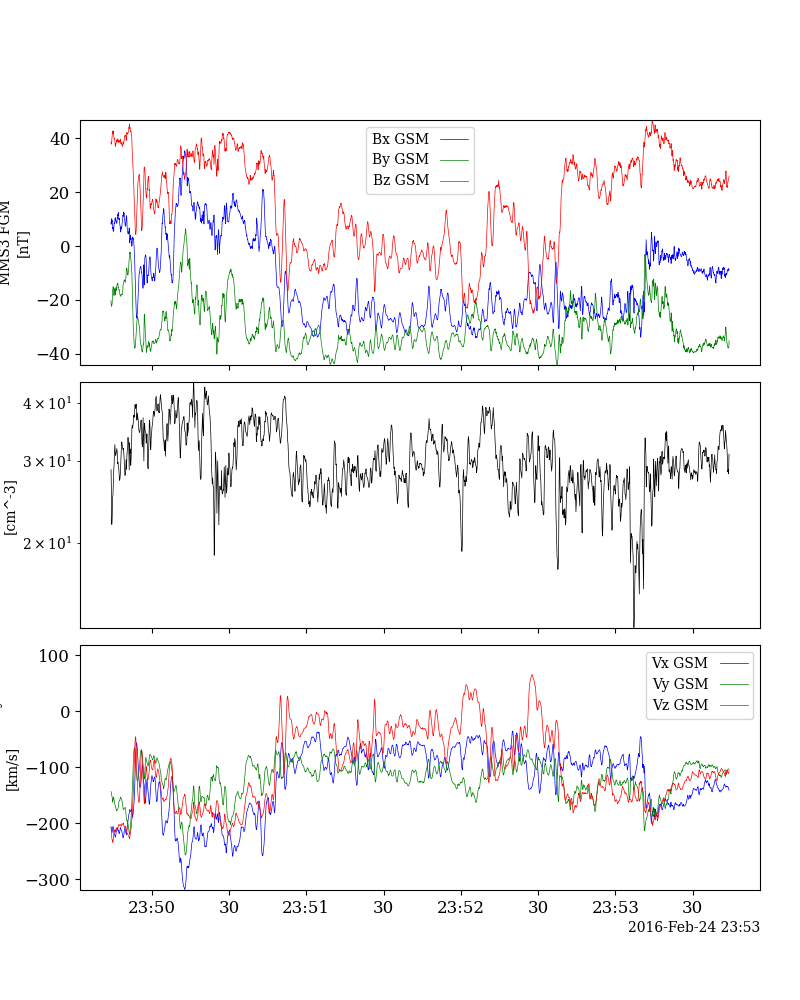 40
20
0
−20
−40
MMS3 FGM
[nT]
Bx GSM
By GSM
Bz GSM
4 × 10¹
3 × 10¹
2 × 10¹
[cm^-3]
100
0
−100
−200
−300
[km/s]
Vx GSM
Vy GSM
Vz GSM
23:50 30 23:51 30 23:52 30 23:53 30
2016-Feb-24 23:53